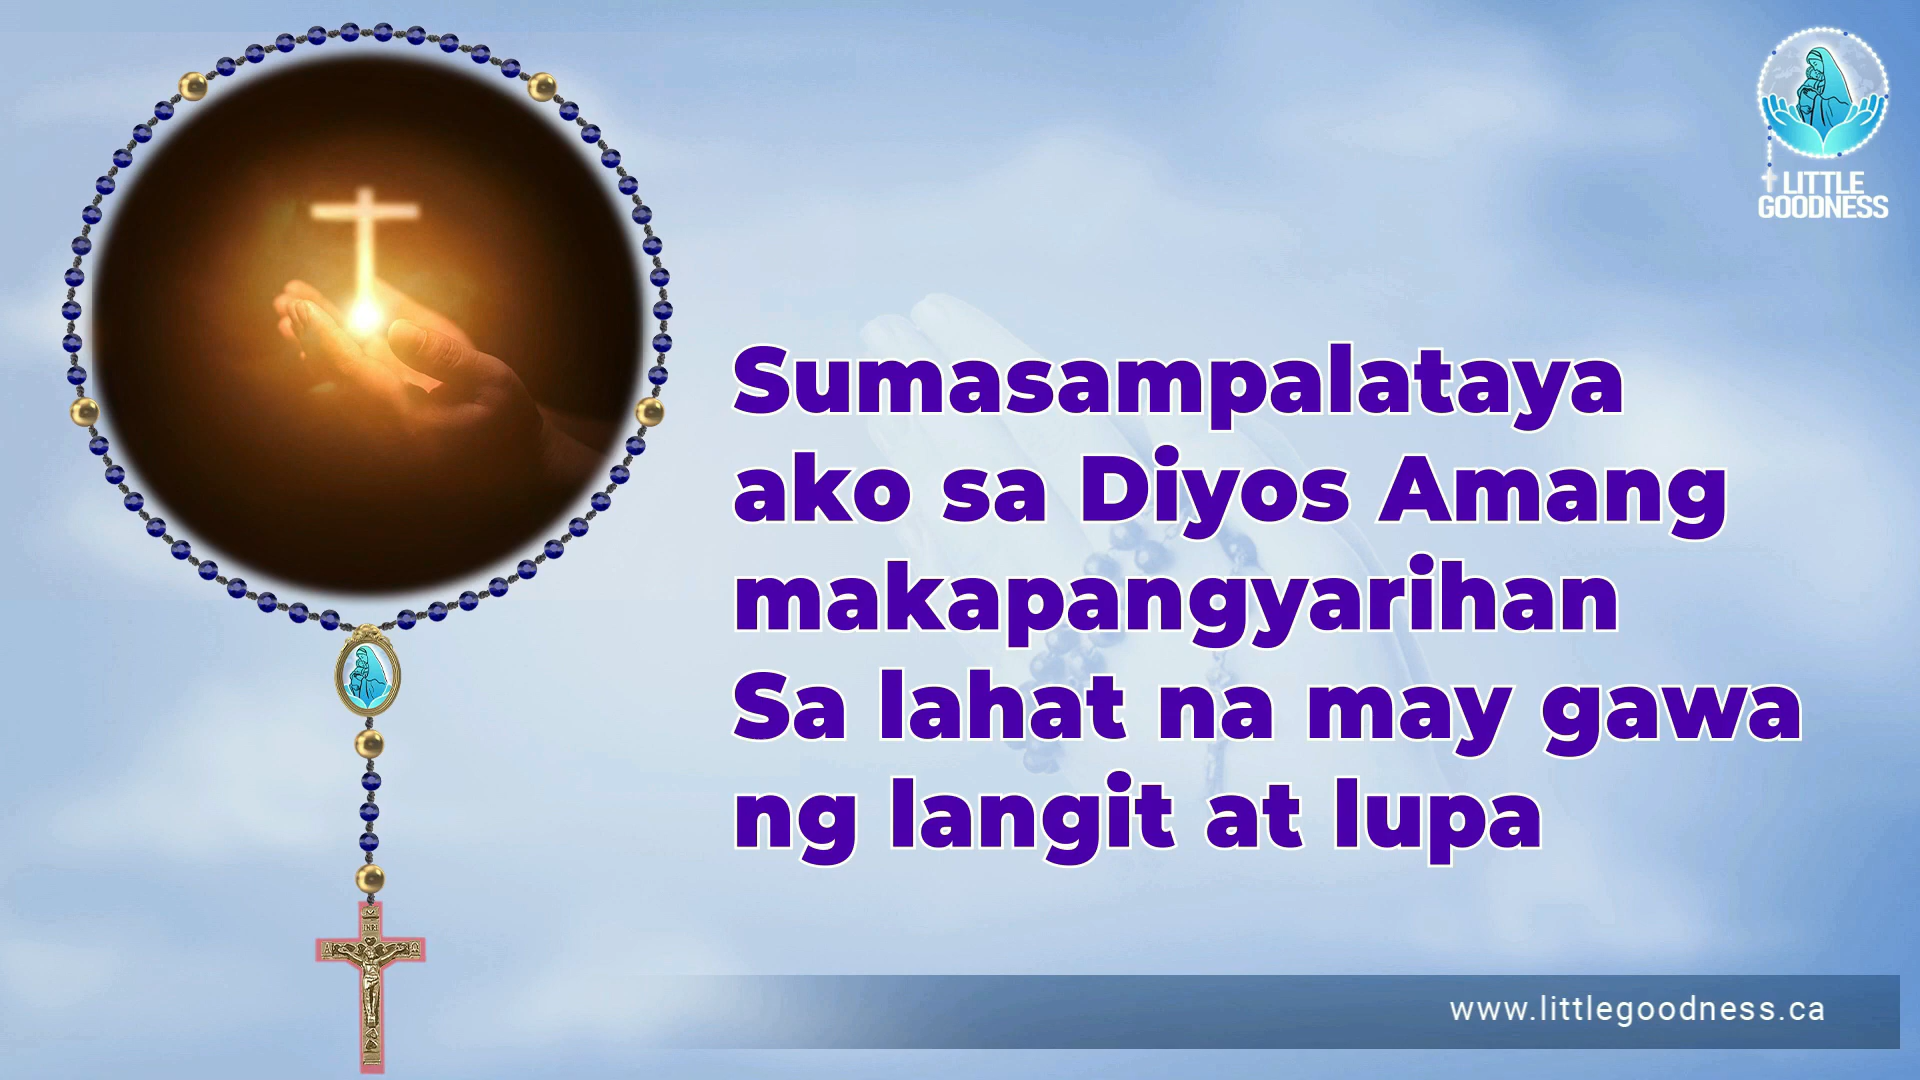 LITTLE
GOODNESS
Sumasampalataya
ako sa Diyos Amang
makapangyarihan
Sa lahat na may gawa
ng langit at lupa
INRI
www.littlegoodness.ca